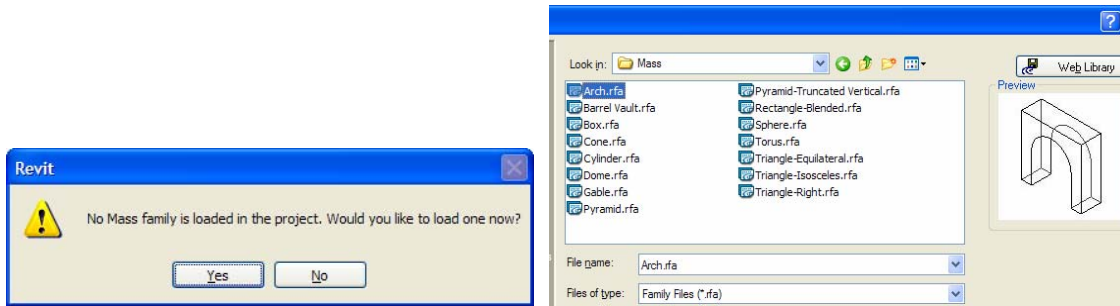 Revit
No Mass family is loaded in the project. Would you like to load one now?
Yes
No
?
Look in:
Mass
Web Library
Preview
Arch.rfa
Barrel Vault.rfa
Box.rfa
Cone.rfa
Cylinder.rfa
Dome.rfa
Gable.rfa
Pyramid.rfa
Pyramid-Truncated Vertical.rfa
Rectangle-Blended.rfa
Sphere.rfa
Torus.rfa
Triangle-Equilateral.rfa
Triangle-Isosceles.rfa
Triangle-Right.rfa
File name:
Arch.rfa
Files of type:
Family Files (*.rfa)